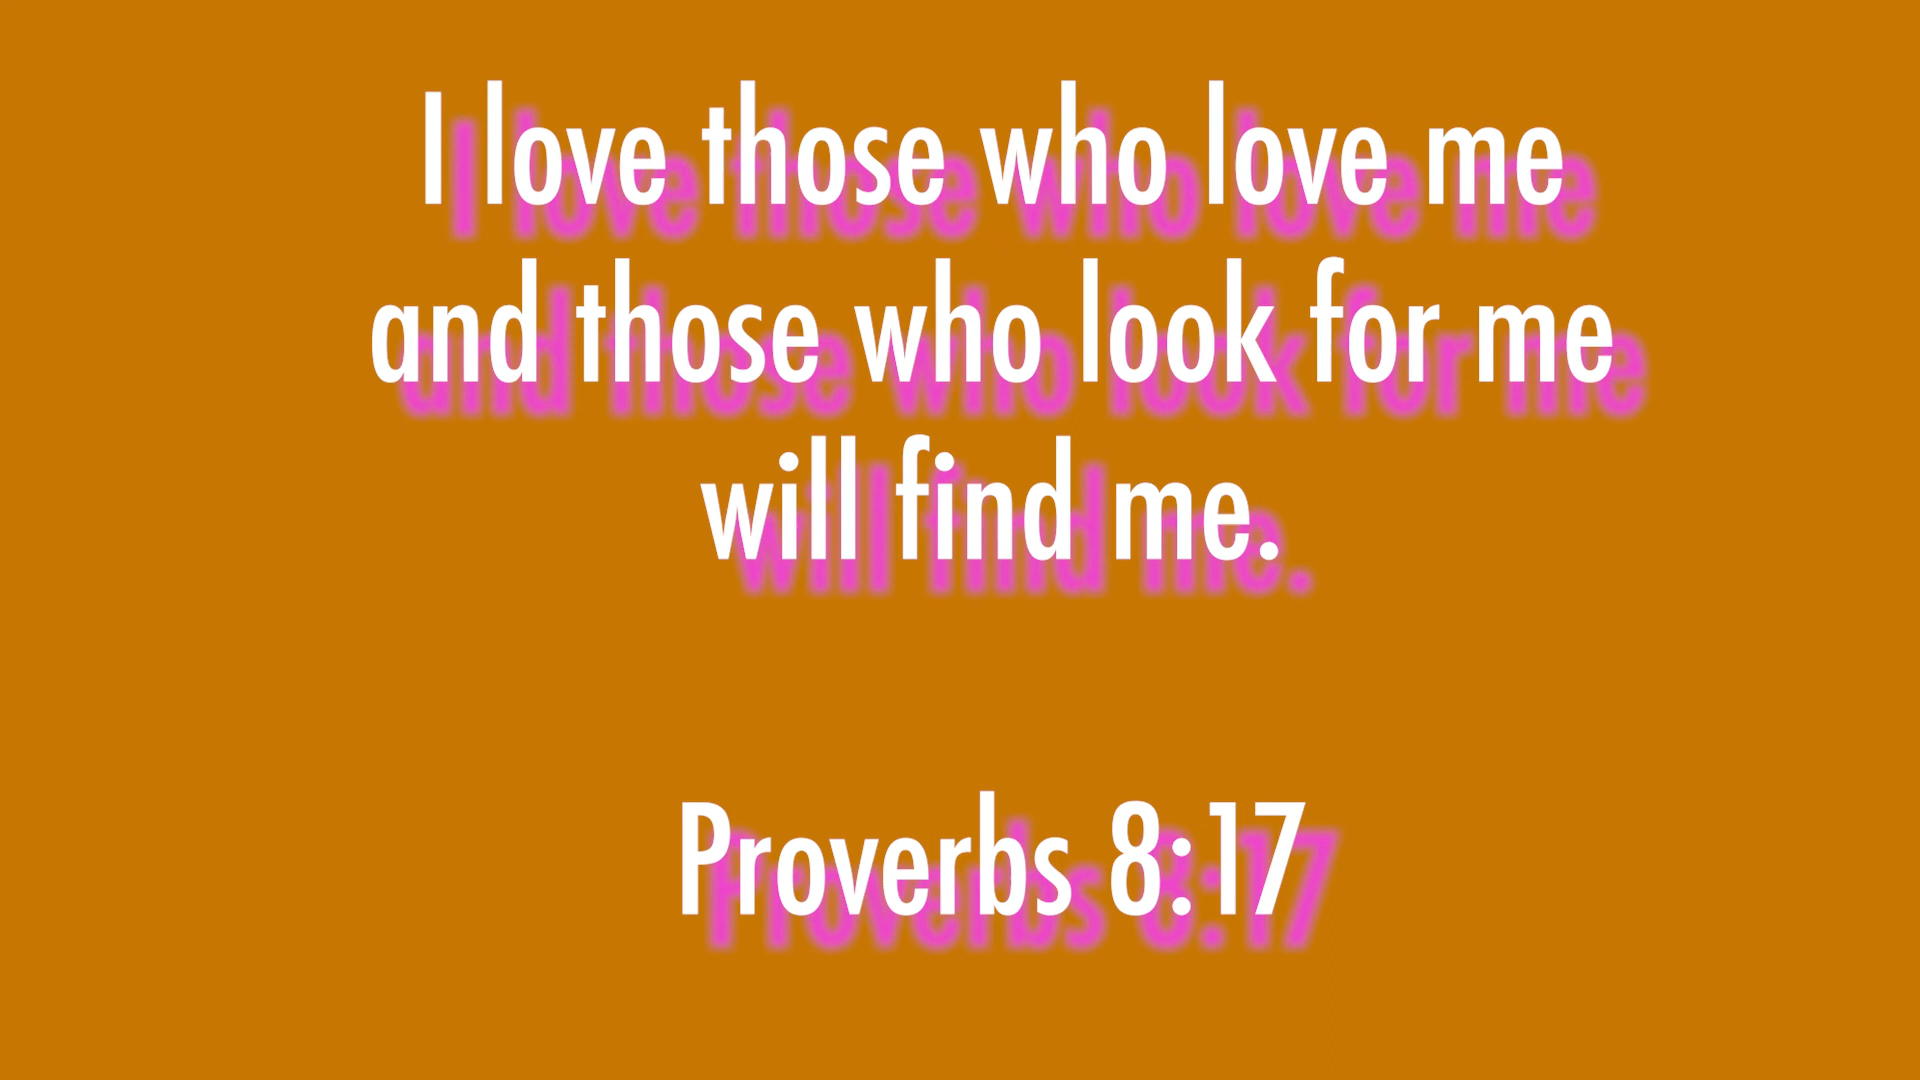 I love those who love me
and those who look for me
will find me.
Proverbs 8:17